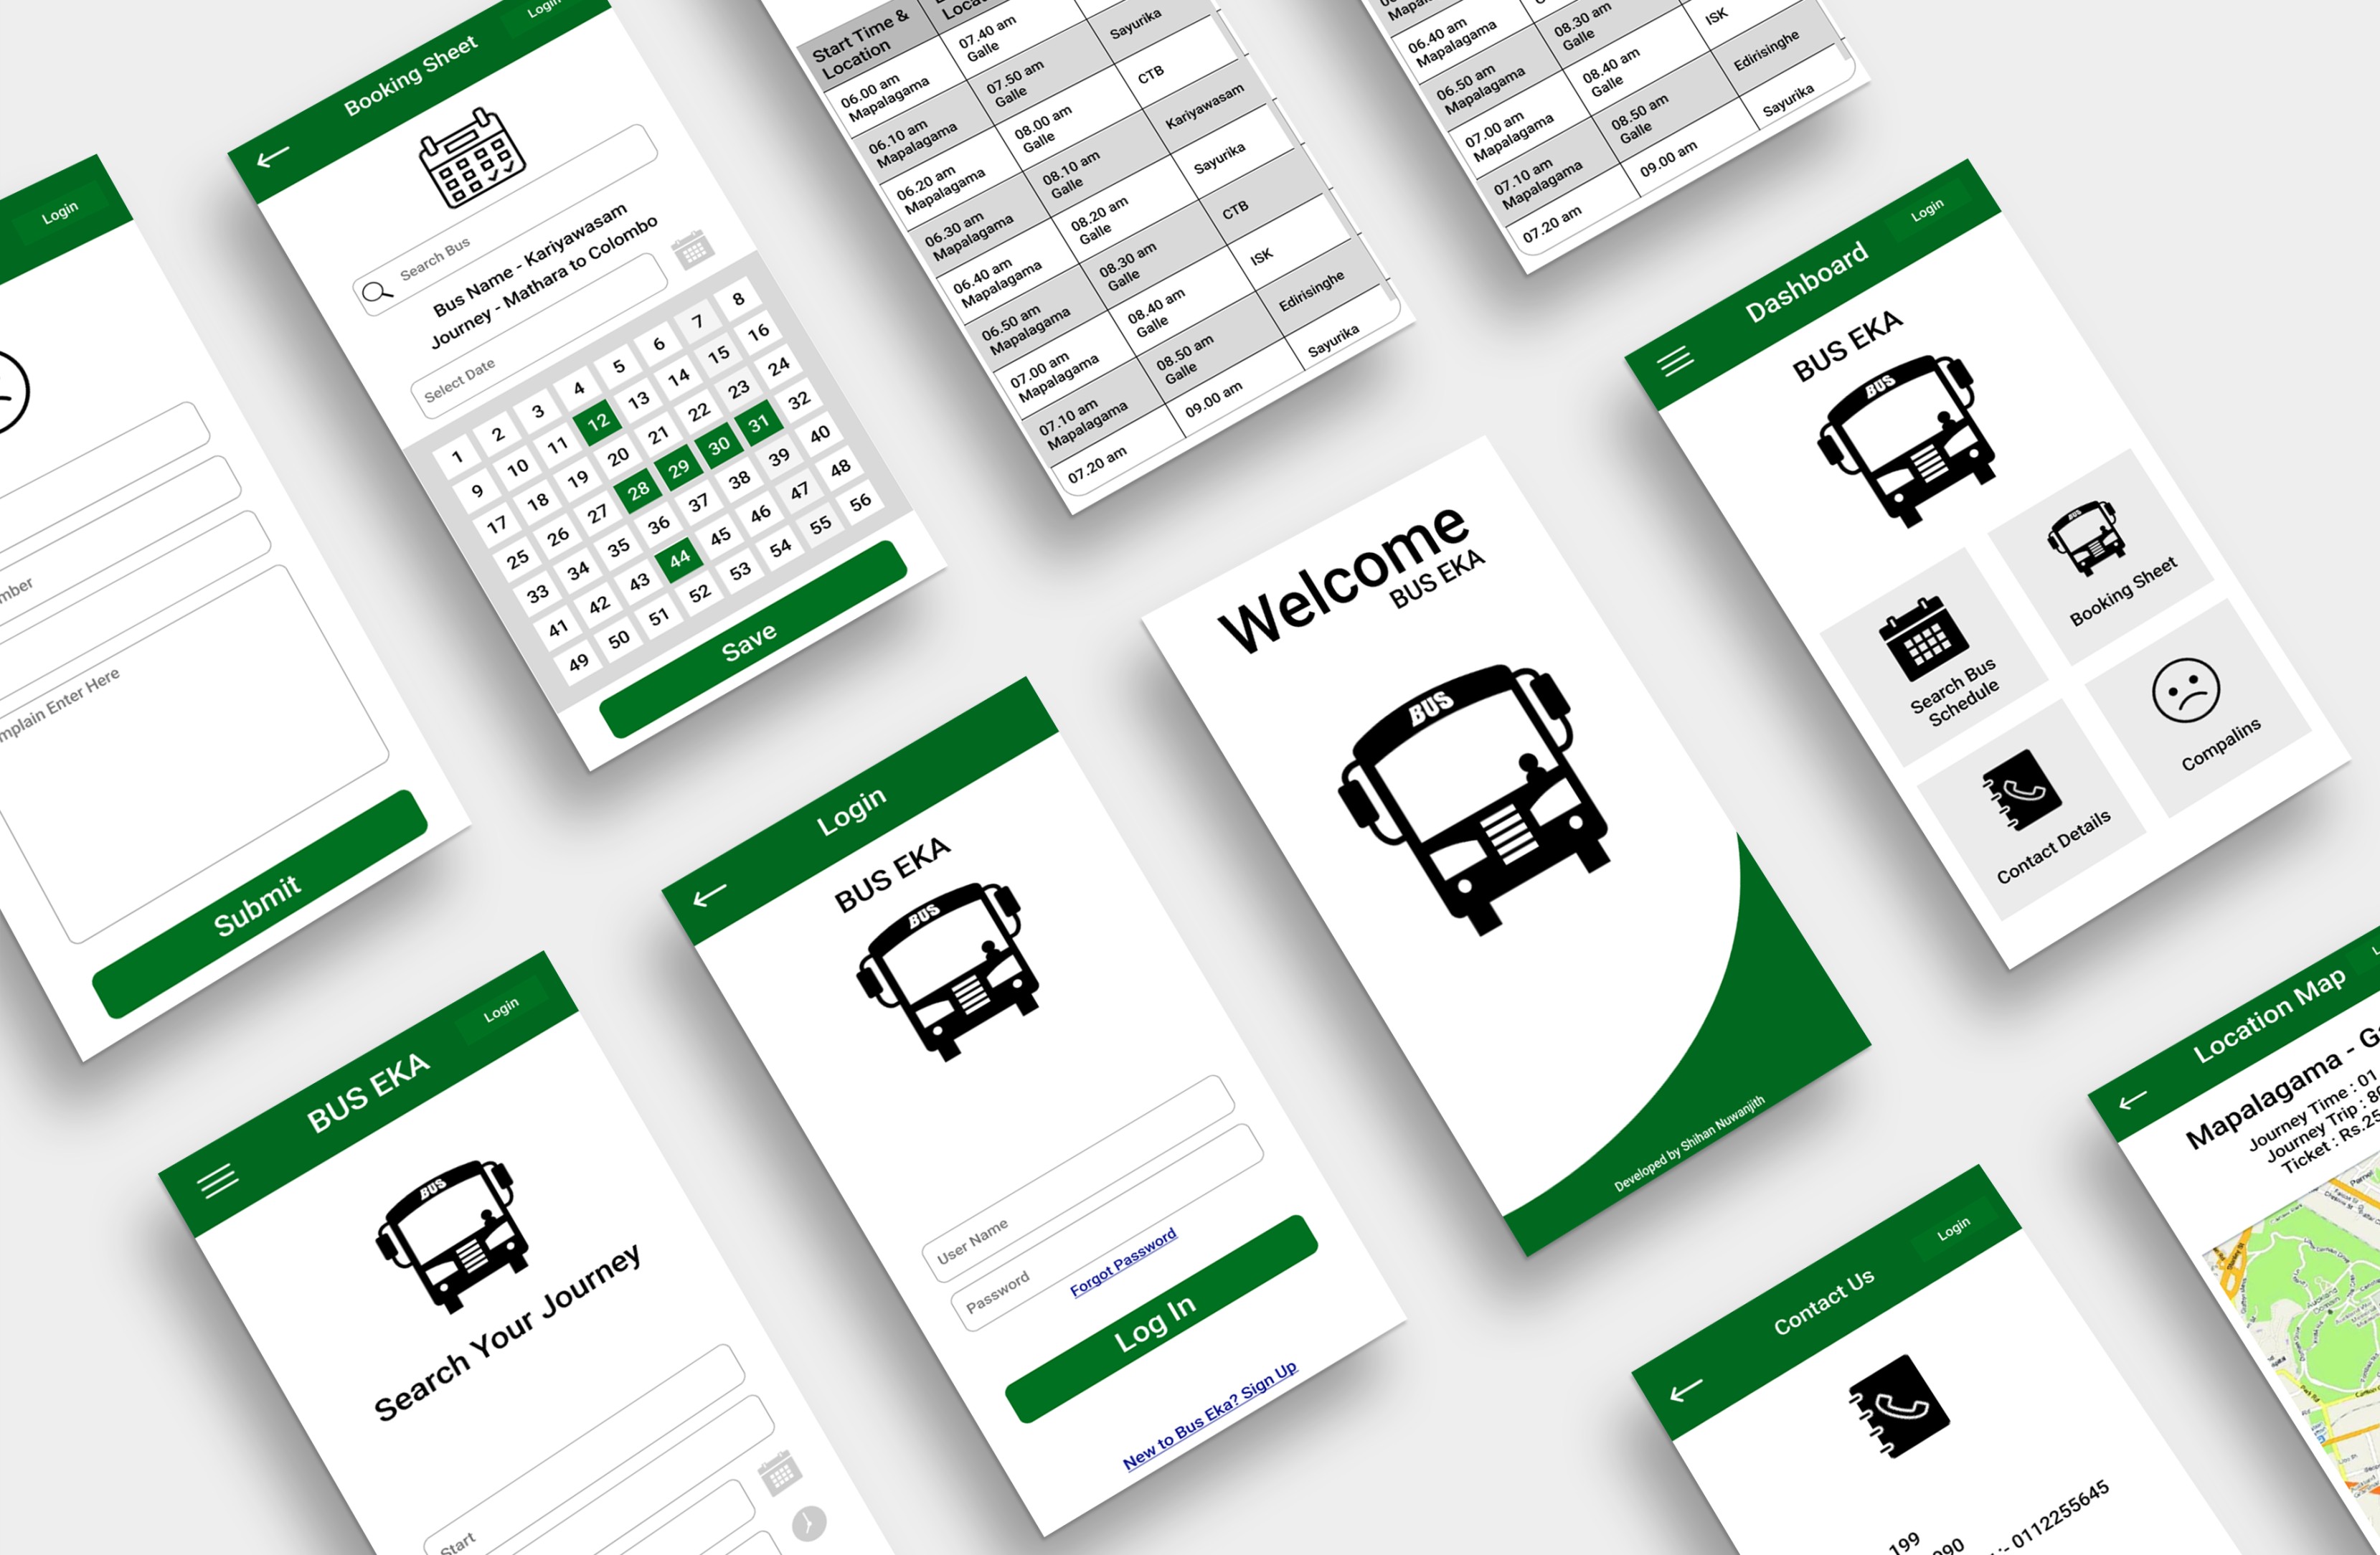 Login
mber
mplain Enter Here
Submit
Booking Sheet
Login
Search Bus
Bus Name - Kariyawasam
Journey - Mathara to Colombo
Select Date
1 2 3 4 5 6 7 8
9 10 11 12 13 14 15 16
17 18 19 20 21 22 23 24
25 26 27 28 29 30 31 32
33 34 35 36 37 38 39 40
41 42 43 44 45 46 47 48
49 50 51 52 53 54 55 56
Save
Start Time &
Location
06.00 am
Mapalagama
07.40 am
Galle
Sayurika
06.10 am
Mapalagama
07.50 am
Galle
CTB
06.20 am
Mapalagama
08.00 am
Galle
Kariyawasam
06.30 am
Mapalagama
08.10 am
Galle
Sayurika
06.40 am
Mapalagama
08.20 am
Galle
CTB
06.50 am
Mapalagama
08.30 am
Galle
ISK
07.00 am
Mapalagama
08.40 am
Galle
Edirisinghe
07.10 am
Mapalagama
08.50 am
Galle
Sayurika
07.20 am
09.00 am
06.40 am
Mapalagama
08.30 am
Galle
ISK
06.50 am
Mapalagama
08.40 am
Galle
Edirisinghe
07.00 am
Mapalagama
08.50 am
Galle
Sayurika
07.10 am
Mapalagama
09.00 am
07.20 am
Dashboard
Login
BUS EKA
BUS
Search Bus
Schedule
BUS
Booking Sheet
Contact Details
Compalins
Welcome
BUS EKA
BUS
Developed by Shihan Nuwanjith
Login
BUS EKA
BUS
User Name
Password
Forgot Password
Log In
New to Bus Eka? Sign Up
BUS EKA
Login
BUS
Search Your Journey
Start
Contact Us
Login
199
090
:- 0112255645
Location Map
Mapalagama - G
Journey Time : 01
Journey Trip : 8
Ticket : Rs.25